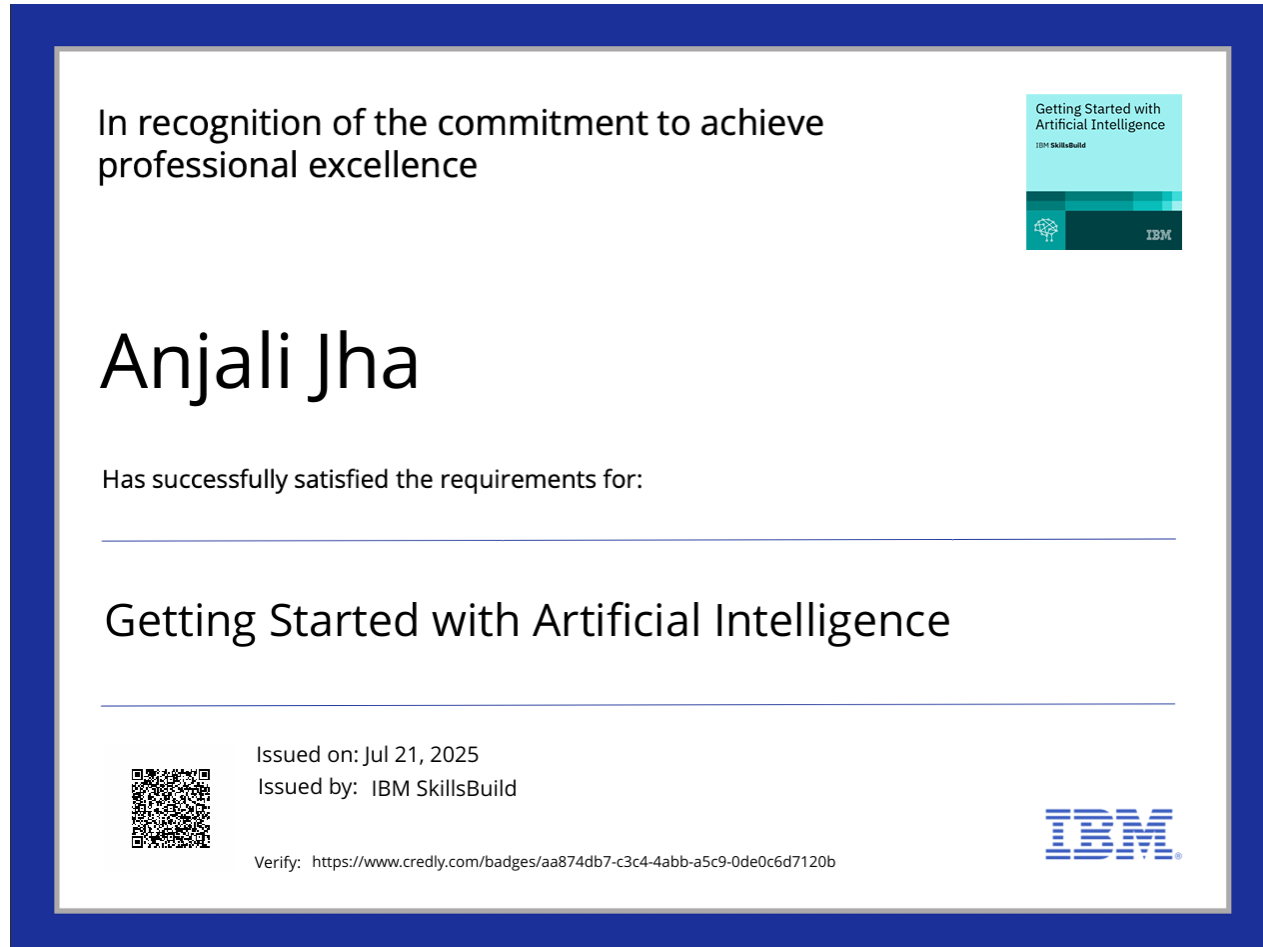 In recognition of the commitment to achieve
professional excellence
Getting Started with
Artificial Intelligence
IBM SkillsBuild
IBM
Anjali Jha
Has successfully satisfied the requirements for:
Getting Started with Artificial Intelligence
Issued on: Jul 21, 2025
Issued by: IBM SkillsBuild
Verify: https://www.credly.com/badges/aa874db7-c3c4-4abb-a5c9-0de0c6d7120b
IBM®